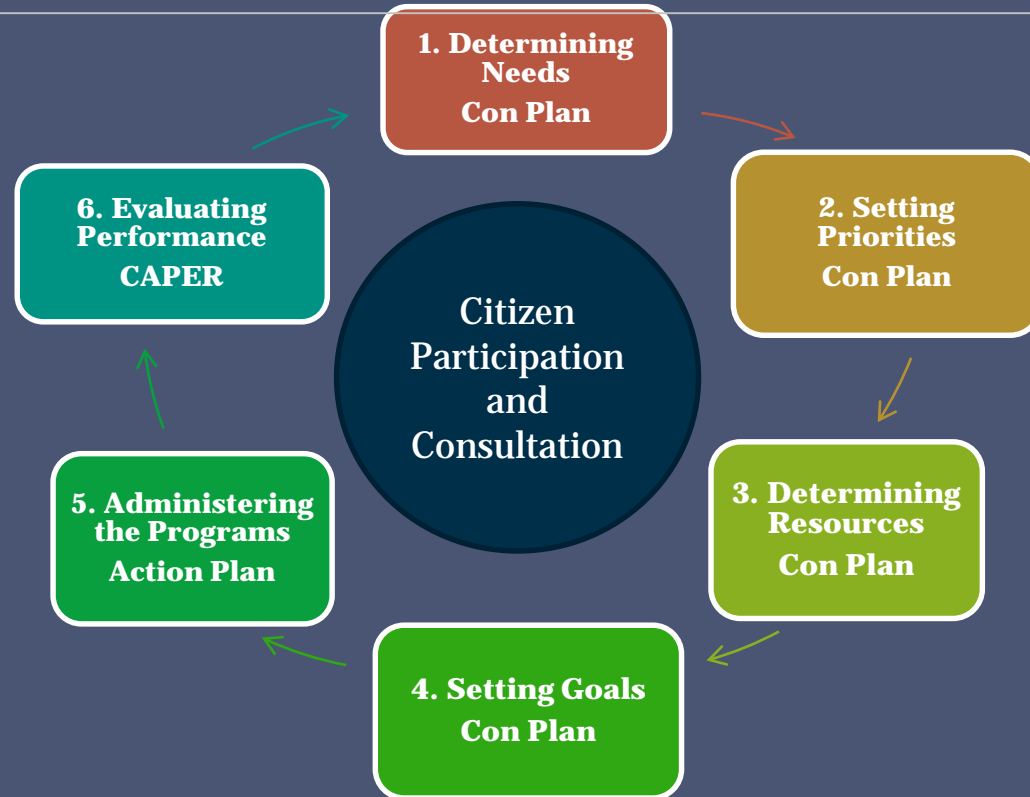 1. Determining
Needs
Con Plan
2. Setting
Priorities
Con Plan
3. Determining
Resources
Con Plan
4. Setting Goals
Con Plan
5. Administering
the Programs
Action Plan
6. Evaluating
Performance
CAPER
Citizen
Participation
and
Consultation